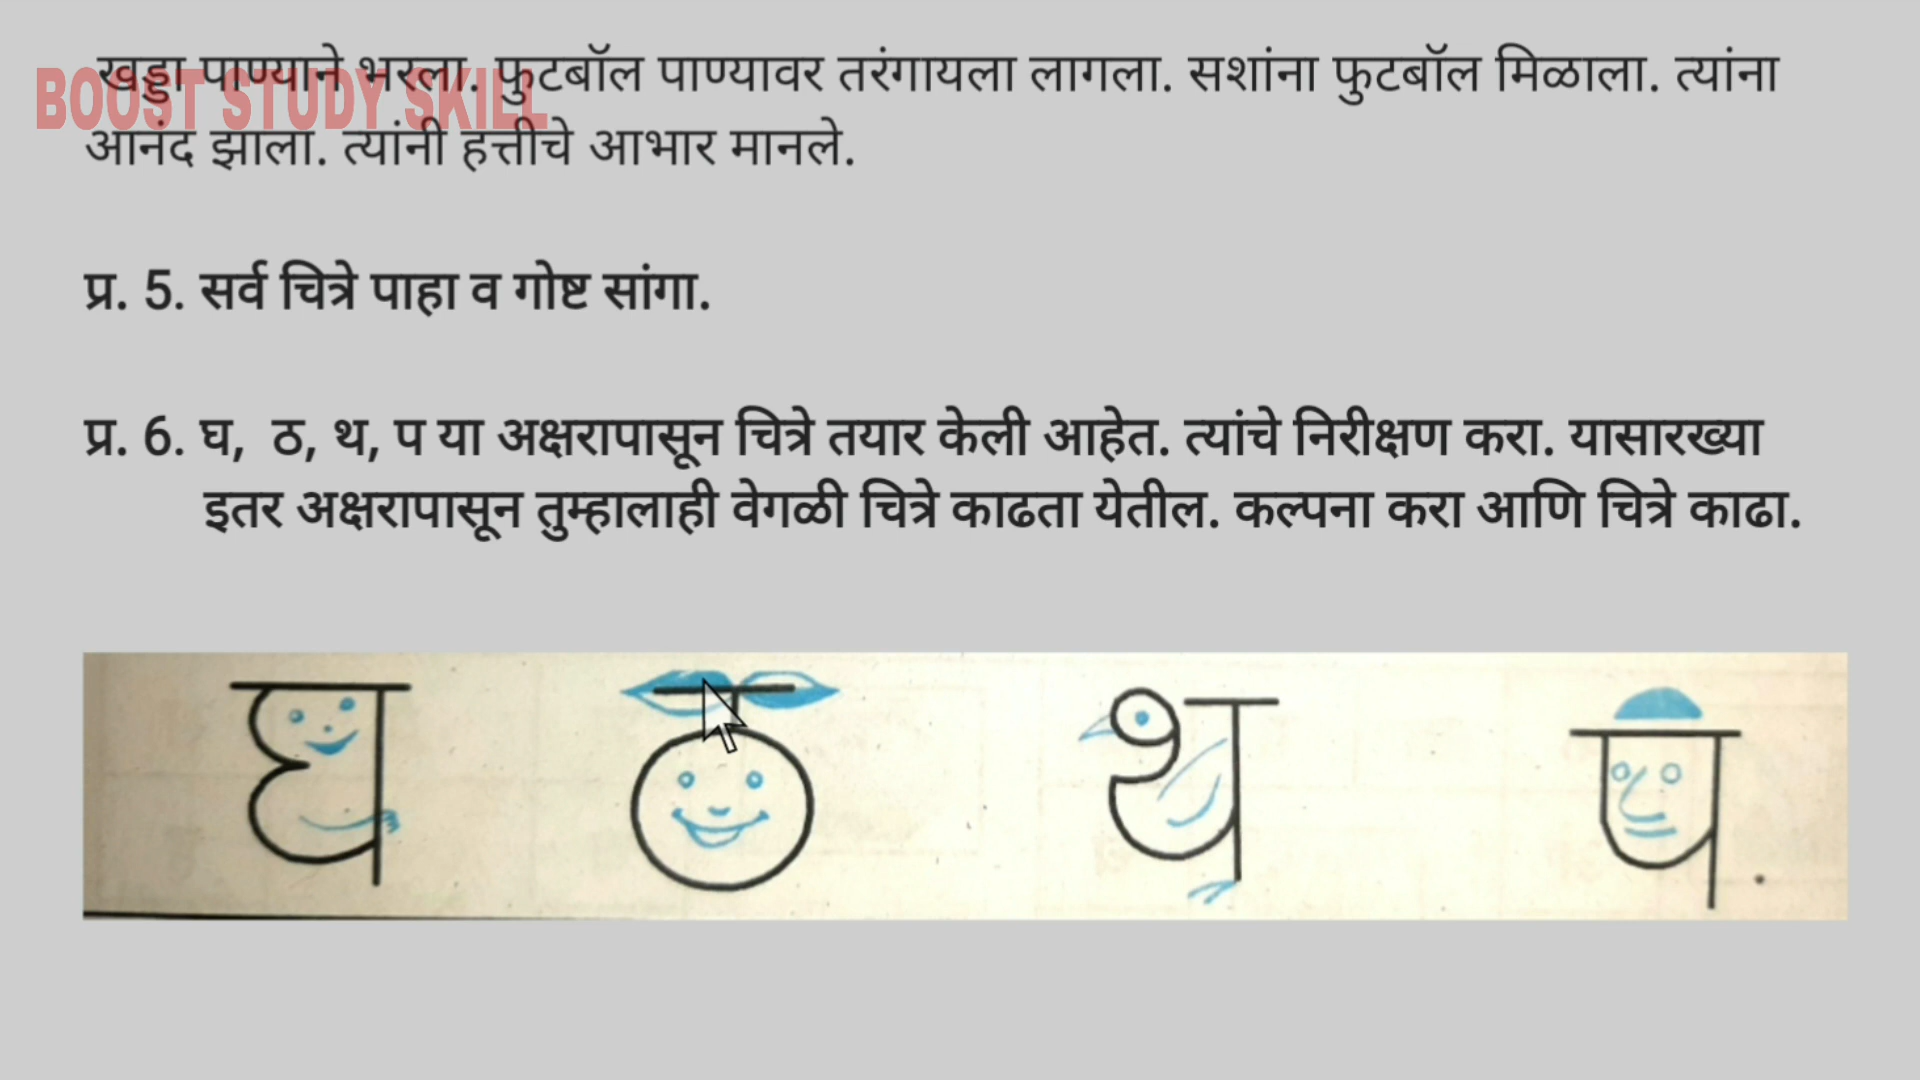 खड्डा पाण्याने भरला. फुटबॉल पाण्यावर तरंगायला लागला. सशांना फुटबॉल मिळाला. त्यांना
BOOST STUDY SKILL
आनंद झाला. त्यांनी हत्तीचे आभार मानले.
प्र. 5. सर्व चित्रे पाहा व गोष्ट सांगा.
प्र. 6. घ, ठ, थ, प या अक्षरापासून चित्रे तयार केली आहेत. त्यांचे निरीक्षण करा. यासारख्या
इतर अक्षरापासून तुम्हालाही वेगळी चित्रे काढता येतील. कल्पना करा आणि चित्रे काढा.
घ ठ थ प